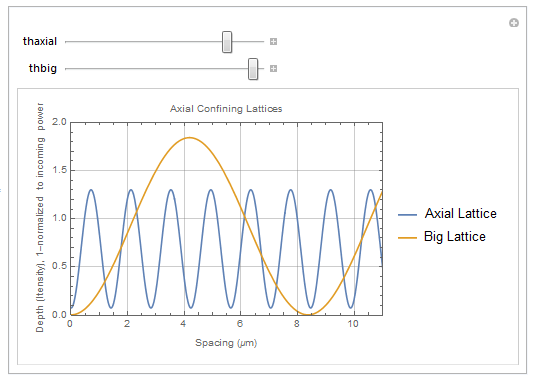 thaxial
thbig
Axial Confining Lattices
Depth (Itensity), 1-normalized to incoming power
2.0
1.5
1.0
0.5
0.0
0
2
4
6
8
10
Spacing (μm)
Axial Lattice
Big Lattice